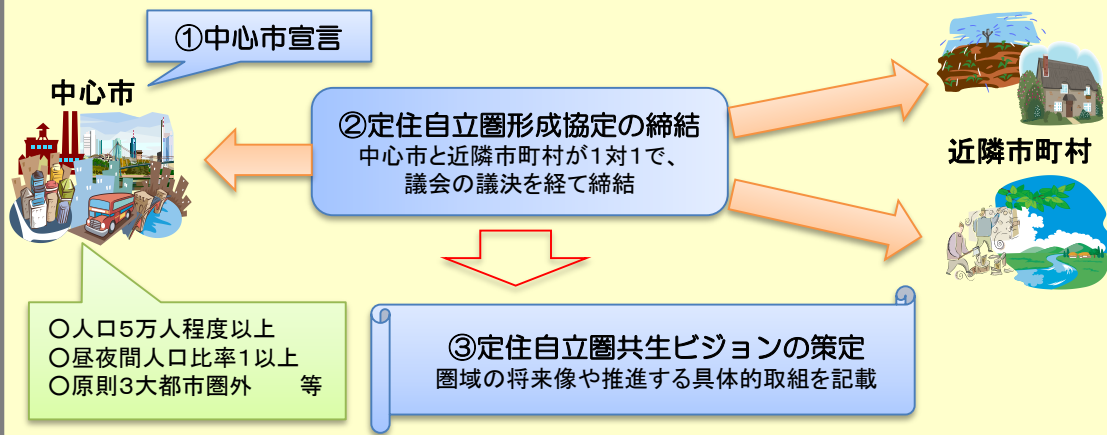 ①中心市宣言
中心市
②定住自立圏形成協定の締結
中心市と近隣市町村が1対1で、
議会の議決を経て締結
近隣市町村
○人口5万人程度以上
○昼夜間人口比率1以上
○原則3大都市圏外　　等
③定住自立圏共生ビジョンの策定
圏域の将来像や推進する具体的取組を記載